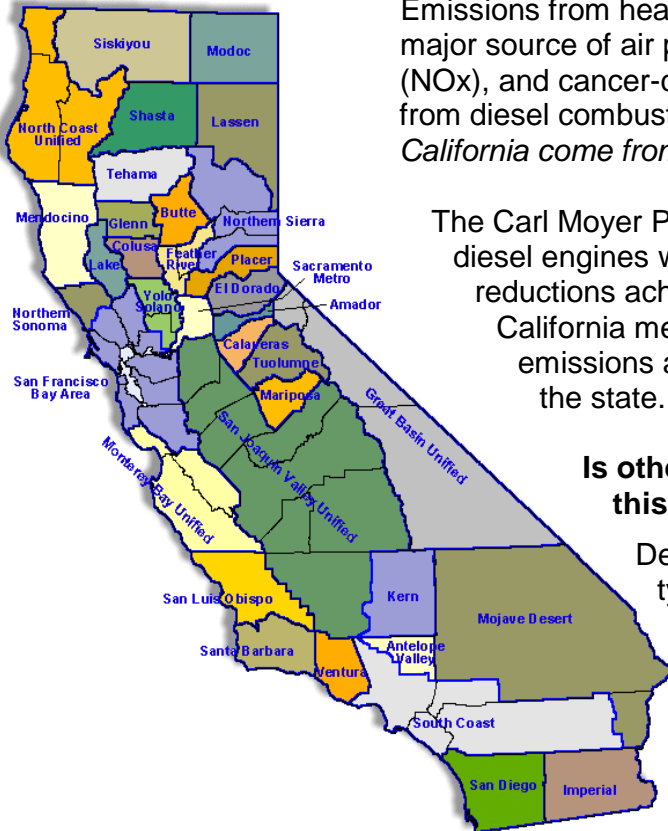 Emissions from hea
major source of air p
(NOx), and cancer-c
from diesel combust
California come from
The Carl Moyer P
diesel engines w
reductions ach
California me
emissions a
the state.
Is othe
this
De
ty
Siskiyou
Modoc
North Coast
Unified
Shasta
Lassen
Tehama
Mendocino
Glenn
Butte
Northern Sierra
Colusa
Lake
Feather
River
Placer
Sacramento
Metro
Yolo
Solano
El Dorado
Amador
Northern
Sonoma
Calaveras
Tuolumne
San Francisco
Bay Area
Mariposa
Great Basin Unified
San Joaquin Valley Unified
Monterey Bay Unified
San Luis Obispo
Kern
Mojave Desert
Santa Barbara
Ventura
Antelope
Valley
South Coast
San Diego
Imperial